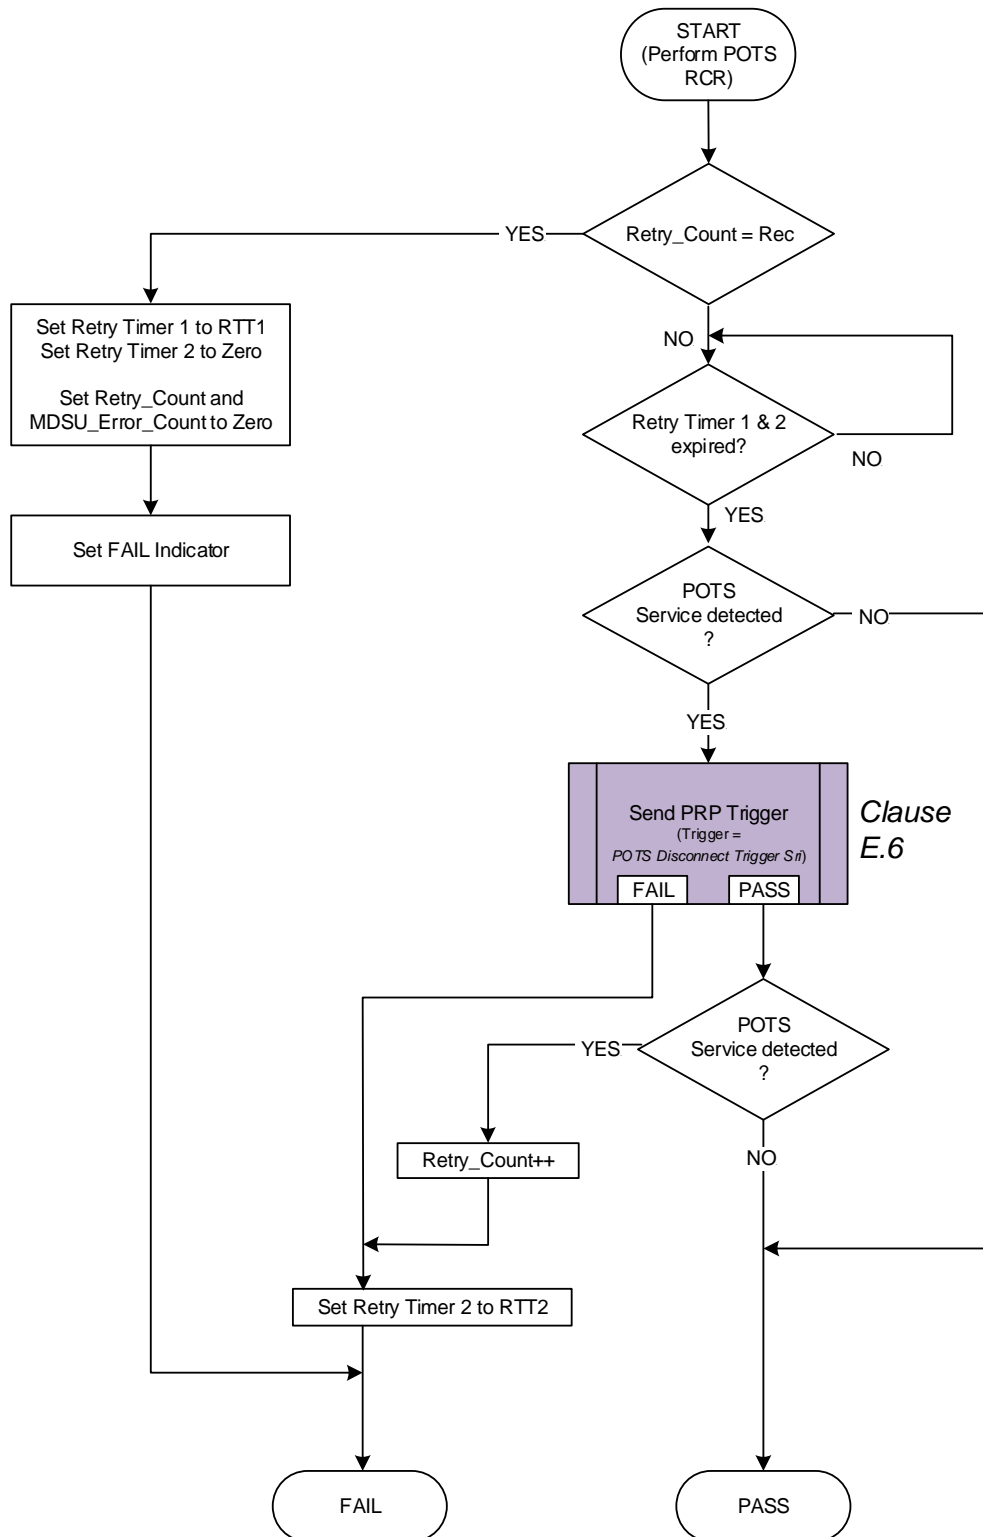 START
(Perform POTS
RCR)
Retry_Count = Rec
YES
Set Retry Timer 1 to RTT1
Set Retry Timer 2 to Zero
Set Retry_Count and
MDSU_Error_Count to Zero
NO
Retry Timer 1 & 2
expired?
NO
YES
Set FAIL Indicator
POTS
Service detected
?
NO
YES
Send PRP Trigger
(Trigger =
POTS Disconnect Trigger Sri)
FAIL
PASS
Clause
E.6
POTS
Service detected
?
YES
NO
Retry_Count++
Set Retry Timer 2 to RTT2
FAIL
PASS